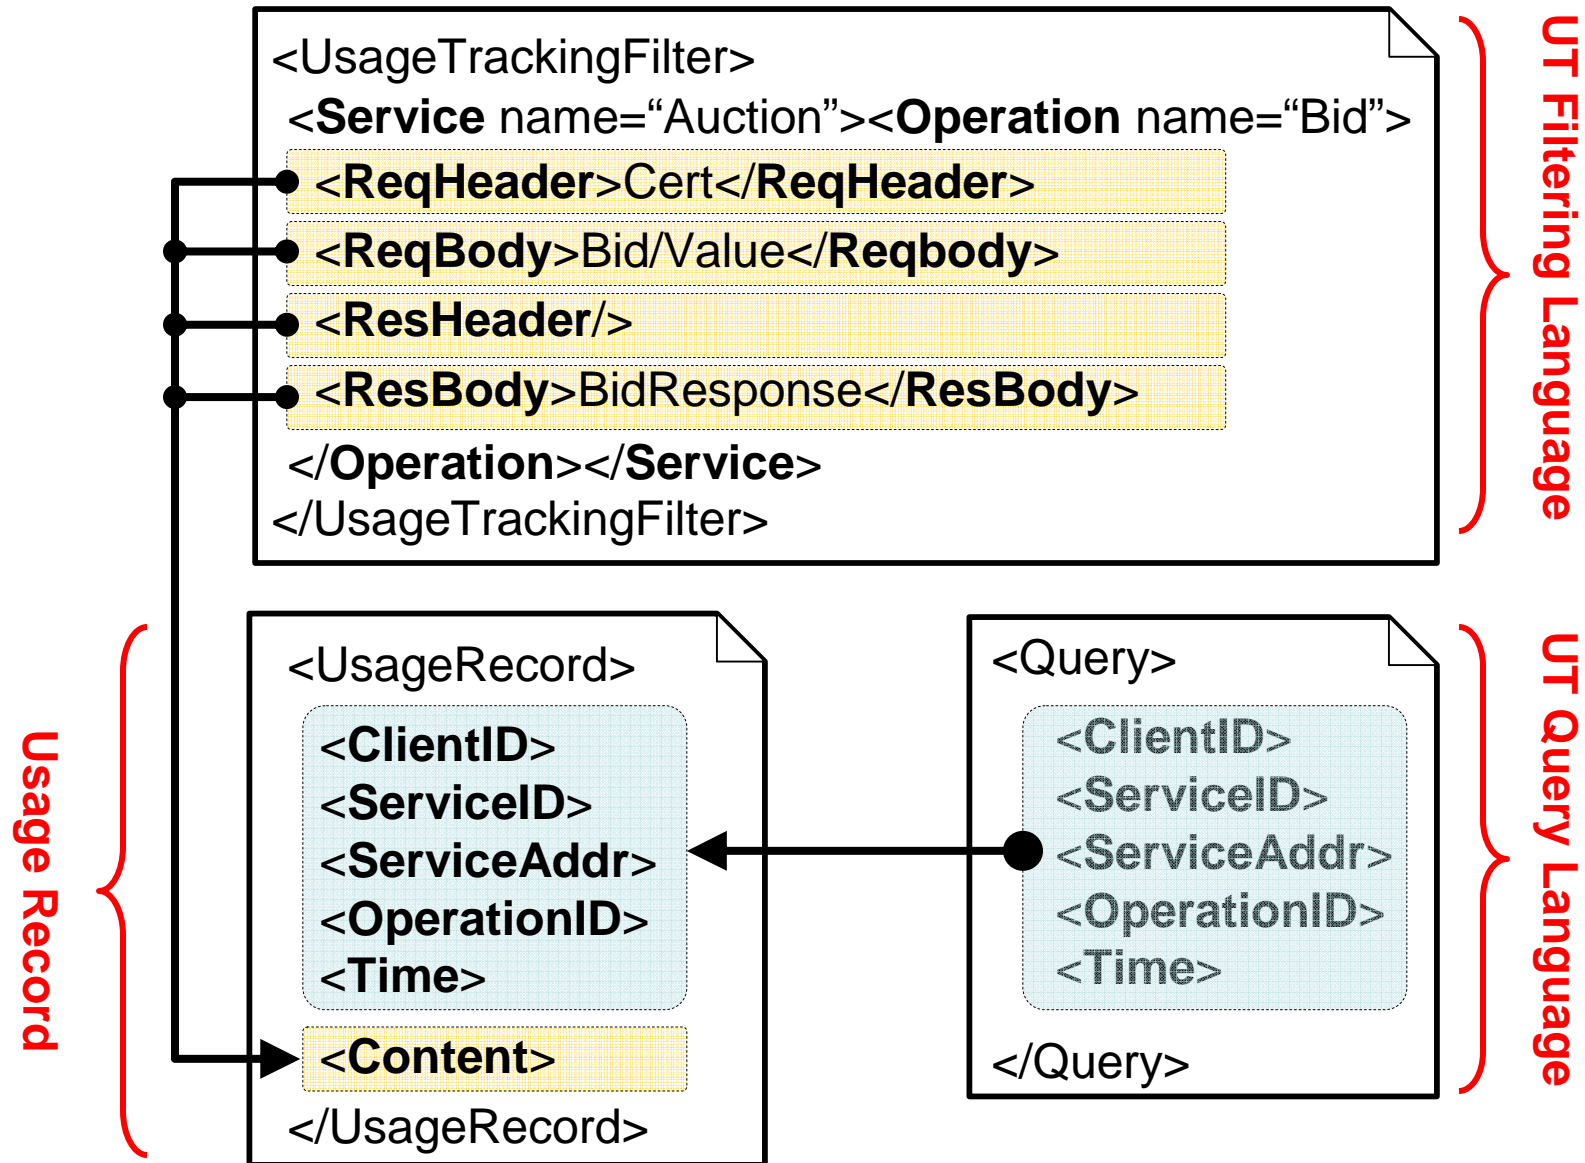 <UsageTrackingFilter>
<Service name=“Auction”><Operation name=“Bid”>
<ReqHeader>Cert</ReqHeader>
<ReqBody>Bid/Value</Reqbody>
<ResHeader/>
<ResBody>BidResponse</ResBody>
</Operation></Service>
</UsageTrackingFilter>
UT Filtering Language
Usage Record
<UsageRecord>
<ClientID>
<ServiceID>
<ServiceAddr>
<OperationID>
<Time>
<Content>
</UsageRecord>
<Query>
<ClientID>
<ServiceID>
<ServiceAddr>
<OperationID>
<Time>
</Query>
UT Query Language